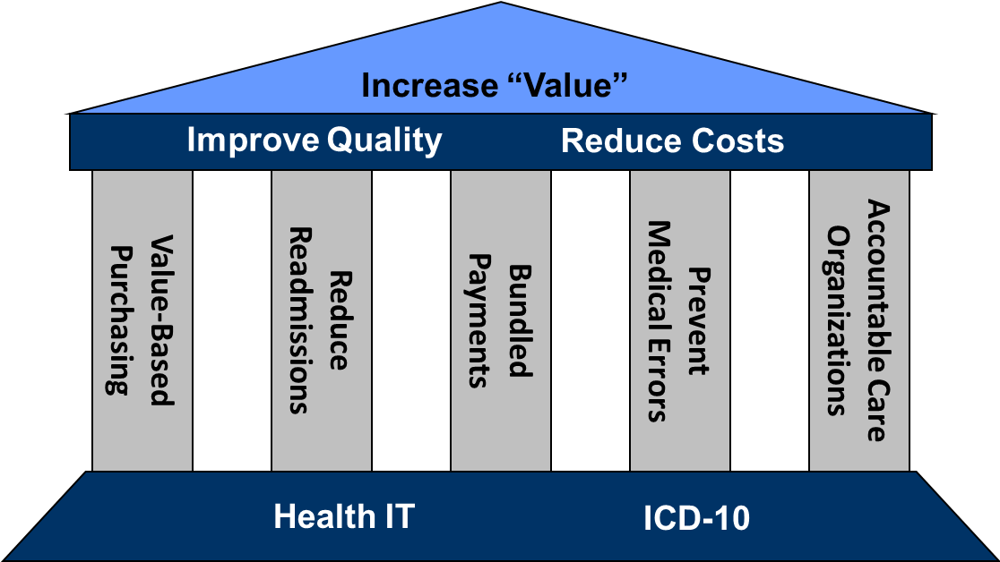 Increase “Value”
Improve Quality
Reduce Costs
Value-Based
Purchasing
Reduce
Readmissions
Bundled
Payments
Prevent
Medical Errors
Accountable Care
Organizations
Health IT
ICD-10